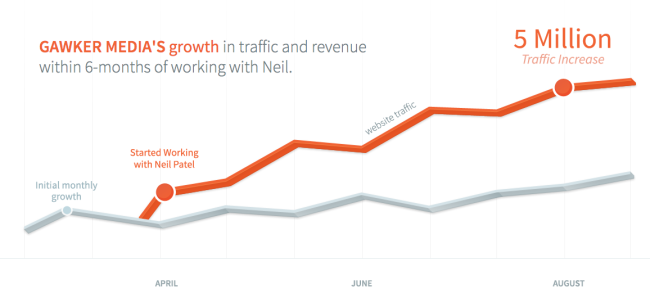 GAWKER MEDIA'S growth in traffic and revenue
within 6-months of working with Neil.
5 Million
Traffic Increase
website traffic
Started Working
with Neil Patel
Initial monthly
growth
APRIL
JUNE
AUGUST